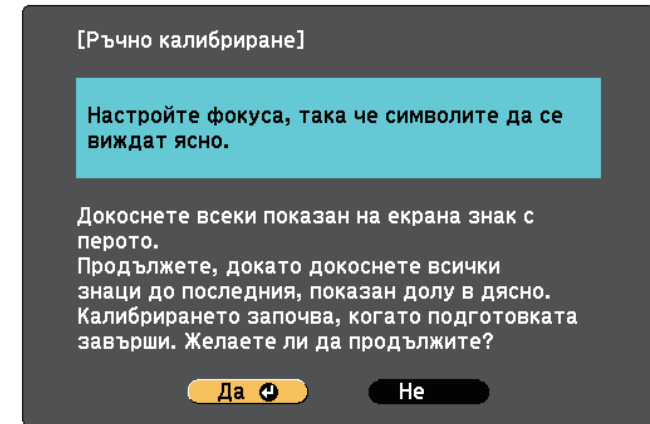 [Ръчно калибриране]
Настройте фокуса, така че символите да се
виждат ясно.
Докоснете всеки показан на екрана знак с
перото.
Продължете, докато докоснете всички
знаци до последния, показан долу в дясно.
Калибрирането започва, когато подготовката
завърши. Желаете ли да продължите?
Да
Не